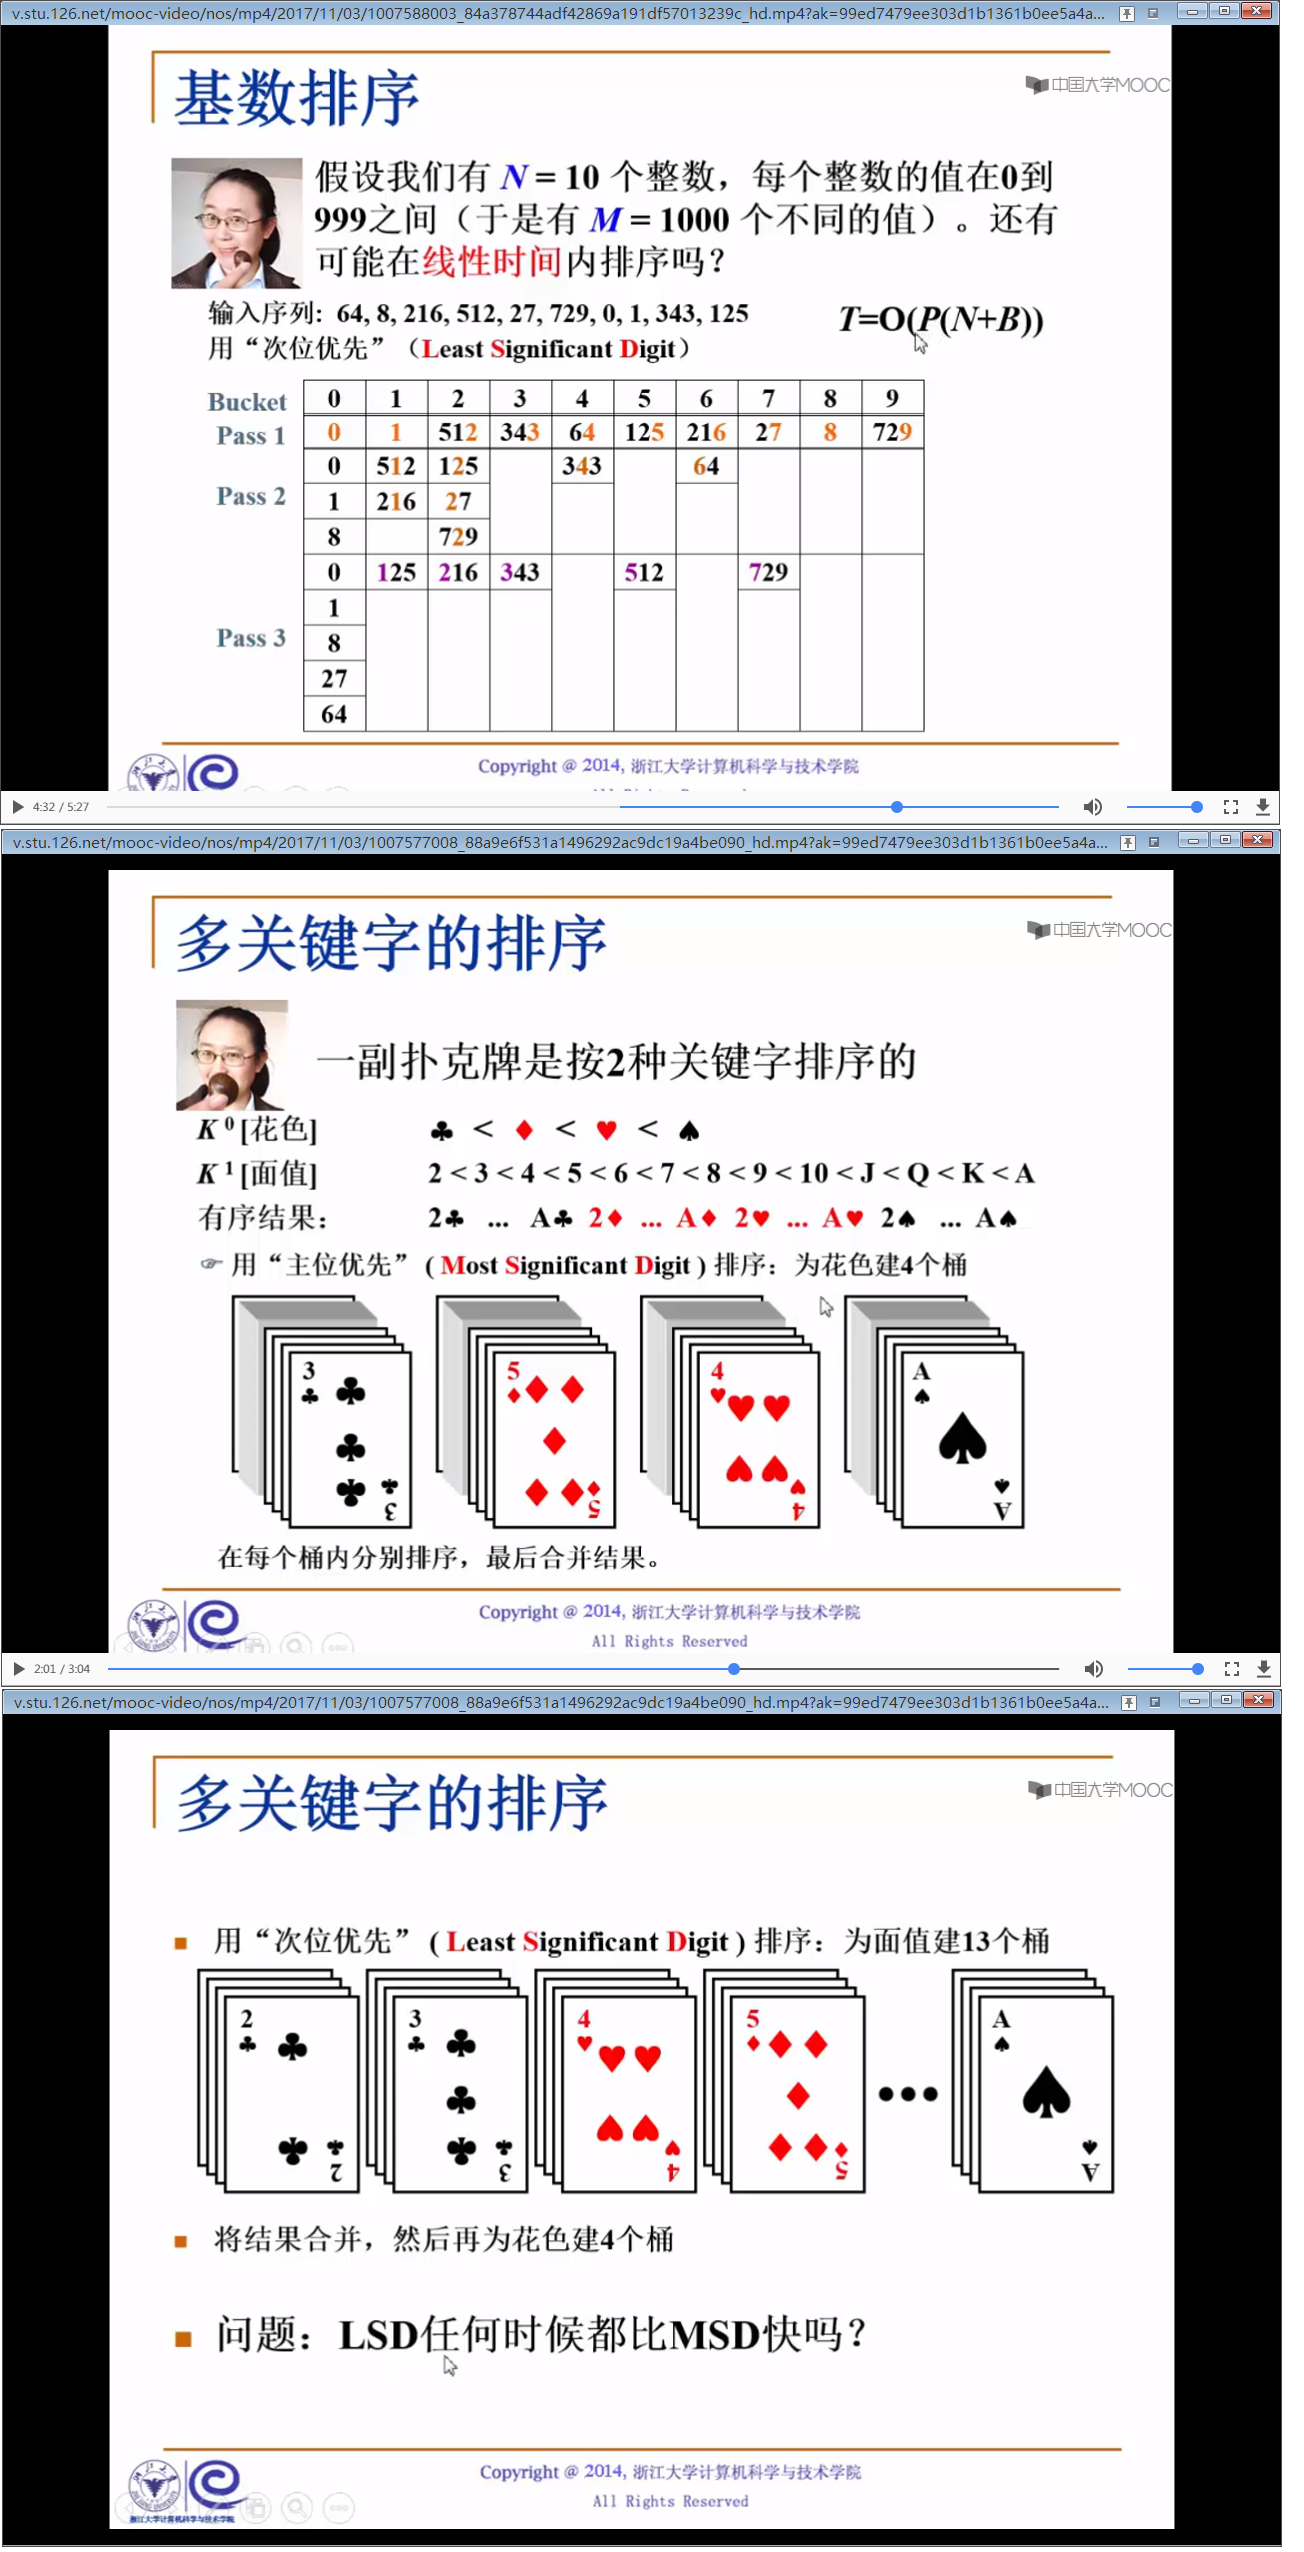 v.stu.126.net/mooc-video/nos/mp4/2017/11/03/1007588003_84a378744adf42869a191df57013239c_hd.mp4?ak=99ed7479ee303d1b1361b0ee5a4a...
基数排序
中国大学MOOC
假设我们有 N = 10 个整数，每个整数的值在0到
999之间（于是有 M = 1000 个不同的值）。还有
可能在线性时间内排序吗？
输入序列: 64, 8, 216, 512, 27, 729, 0, 1, 343, 125
用“次位优先”（Least Significant Digit）
T=O(P(N+B))
Bucket 0 1 2 3 4 5 6 7 8 9
Pass 1 0 1 512 343 64 125 216 27 8 729
0 512 125 343 64
Pass 2 1 216 27
8 729
0 125 216 343 512 729
1
Pass 3 8
27
64
Copyright @ 2014, 浙江大学计算机科学与技术学院
4:32 / 5:27
v.stu.126.net/mooc-video/nos/mp4/2017/11/03/1007577008_88a9e6f531a1496292ac9dc19a4be090_hd.mp4?ak=99ed7479ee303d1b1361b0ee5a4a...
多关键字的排序
中国大学MOOC
一副扑克牌是按2种关键字排序的
K⁰ [花色] ♣ < ♦ < ♥ < ♠
K¹ [面值] 2 < 3 < 4 < 5 < 6 < 7 < 8 < 9 < 10 < J < Q < K < A
有序结果： 2♣ ... A♣ 2♦ ... A♦ 2♥ ... A♥ 2♠ ... A♠
☞ 用“主位优先” ( Most Significant Digit ) 排序：为花色建4个桶
3 5 4 A
3 5 4 A
在每个桶内分别排序，最后合并结果。
Copyright @ 2014, 浙江大学计算机科学与技术学院
All Rights Reserved
2:01 / 3:04
v.stu.126.net/mooc-video/nos/mp4/2017/11/03/1007577008_88a9e6f531a1496292ac9dc19a4be090_hd.mp4?ak=99ed7479ee303d1b1361b0ee5a4a...
多关键字的排序
中国大学MOOC
■ 用“次位优先” ( Least Significant Digit ) 排序：为面值建13个桶
2 3 4 5 ●●● A
2 3 4 5 A
■ 将结果合并，然后再为花色建4个桶
■ 问题：LSD任何时候都比MSD快吗？
Copyright @ 2014, 浙江大学计算机科学与技术学院
All Rights Reserved
浙江大学计算机科学与技术学院